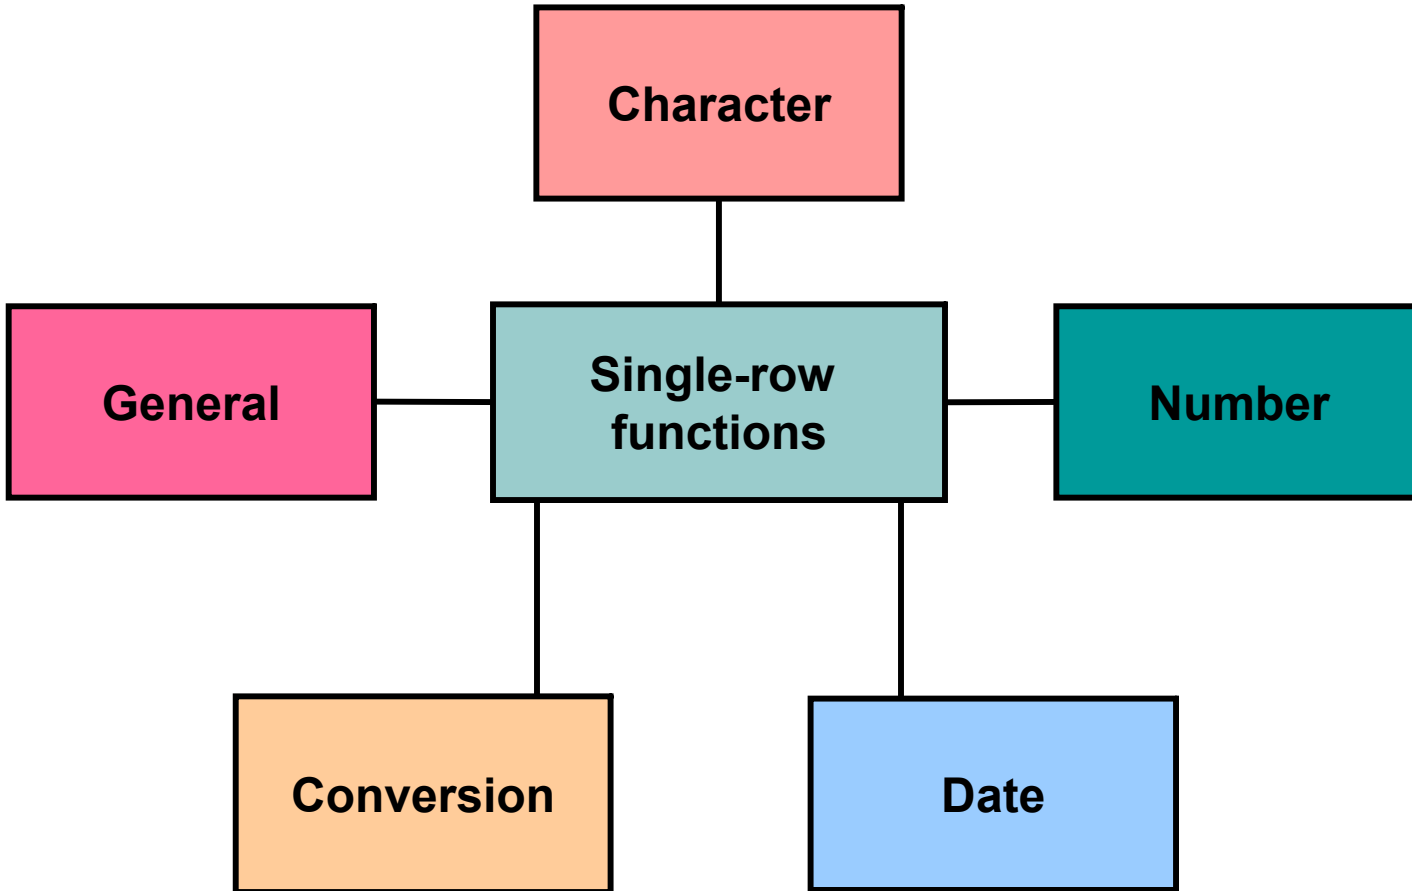 Character
General
Single-row
functions
Number
Conversion
Date